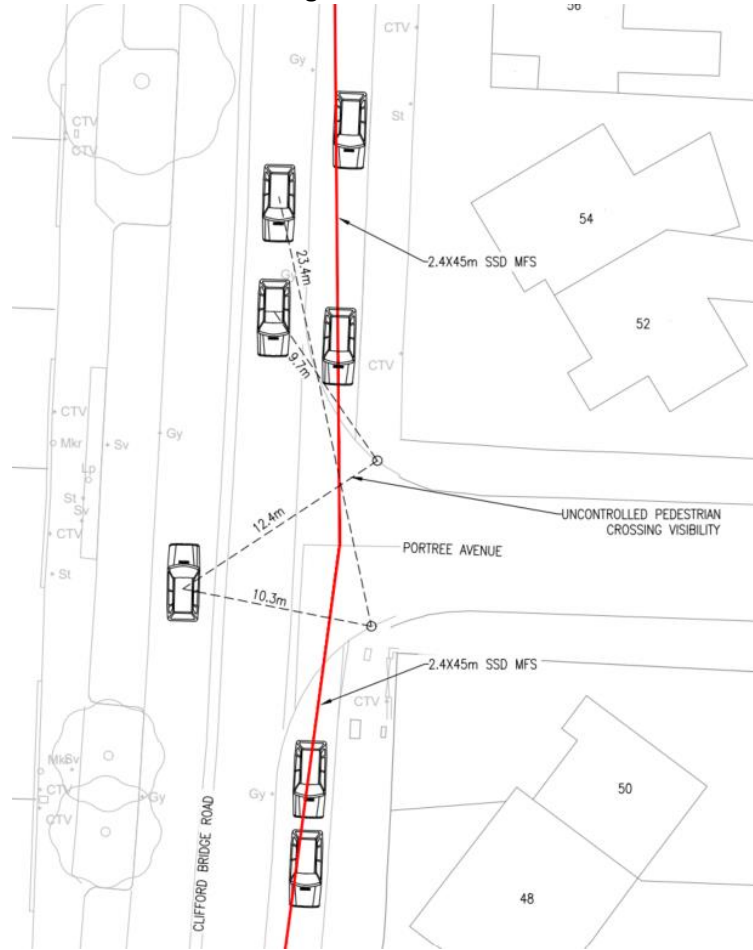 56
CTV
Gy
St
CTV
CTV
54
2.4X45m SSD MFS
23.4m
Gy
52
9.7m
CTV
CTV
Mkr
Sv
Gy
Lp
St
Sv
12.4m
UNCONTROLLED PEDESTRIAN
CROSSING VISIBILITY
CTV
PORTREE AVENUE
St
10.3m
2.4X45m SSD MFS
CTV
Sv
CTV
Gy
Gy
CTV
50
CLIFFORD BRIDGE ROAD
48